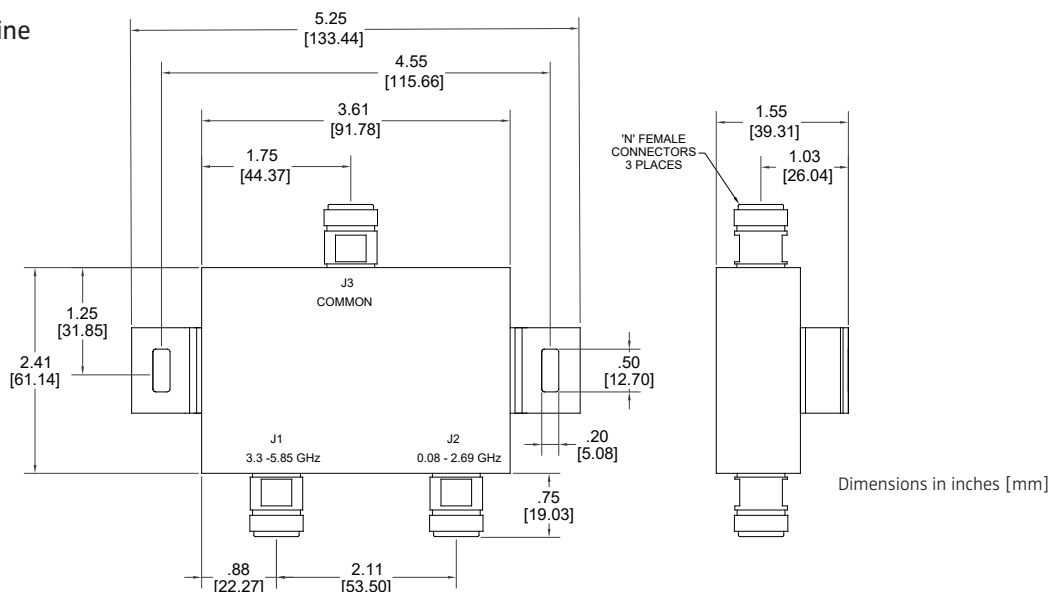 ine
5.25
[133.44]
4.55
[115.66]
3.61
[91.78]
1.75
[44.37]
1.55
[39.31]
'N' FEMALE
CONNECTORS
3 PLACES
1.03
[26.04]
J3
COMMON
1.25
[31.85]
2.41
[61.14]
.50
[12.70]
J1
3.3 -5.85 GHz
J2
0.08 - 2.69 GHz
.20
[5.08]
.75
[19.03]
Dimensions in inches [mm]
.88
[22.27]
2.11
[53.50]